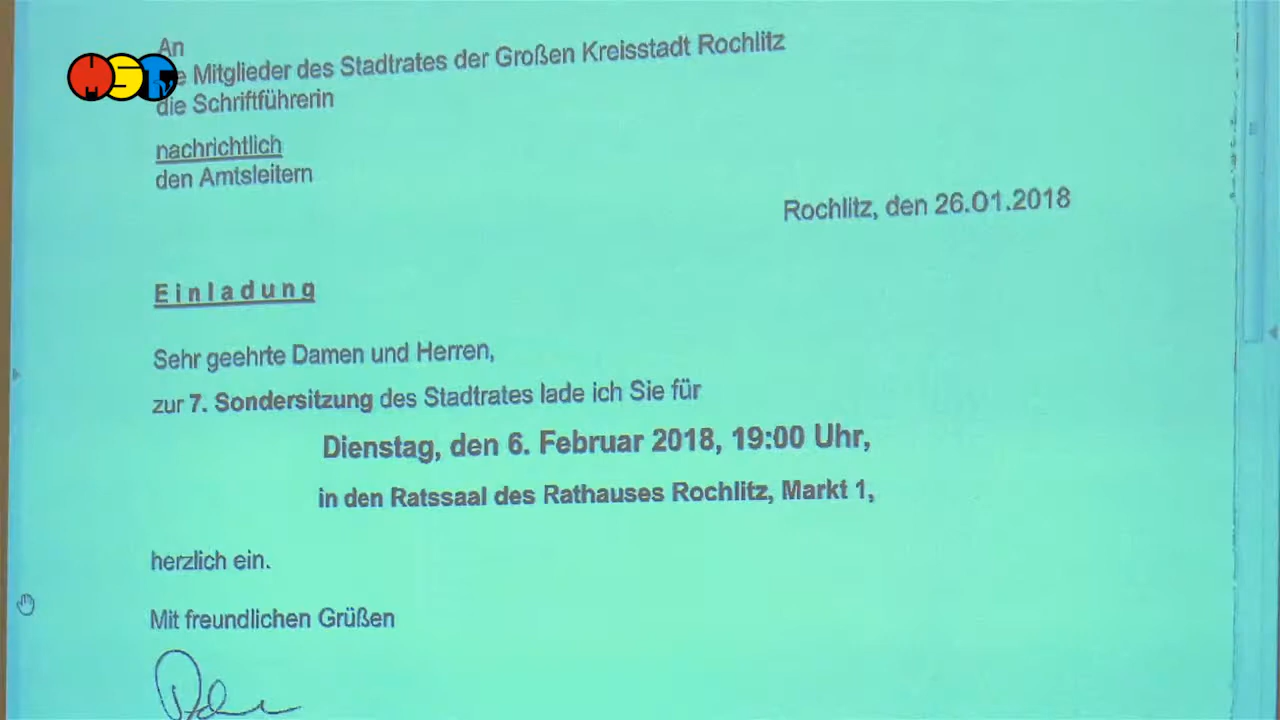 An
Mitglieder des Stadtrates der Großen Kreisstadt Rochlitz
die Schriftführerin
nachrichtlich
den Amtsleitern
Rochlitz, den 26.01.2018
Einladung
Sehr geehrte Damen und Herren,
zur 7. Sondersitzung des Stadtrates lade ich Sie für
Dienstag, den 6. Februar 2018, 19:00 Uhr,
in den Ratssaal des Rathauses Rochlitz, Markt 1,
herzlich ein.
Mit freundlichen Grüßen